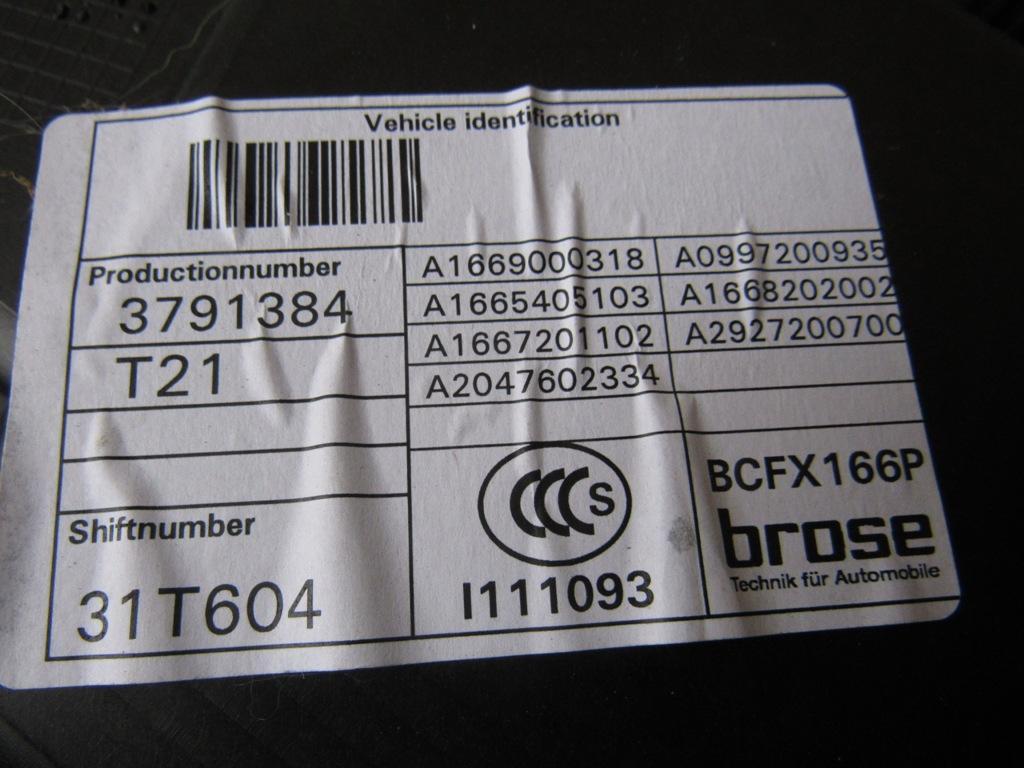 Vehicle identification
Productionnumber
3791384
T21
Shiftnumber
31T604
A1669000318 A0997200935
A1665405103 A1668202002
A1667201102 A2927200700
A2047602334
CCC S
I111093
BCFX166P
brose
Technik für Automobile